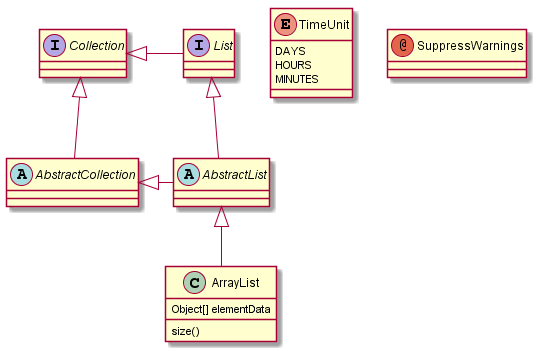 I Collection
I List
E TimeUnit
DAYS
HOURS
MINUTES
@ SuppressWarnings
A AbstractCollection
A AbstractList
C ArrayList
Object[] elementData
size()